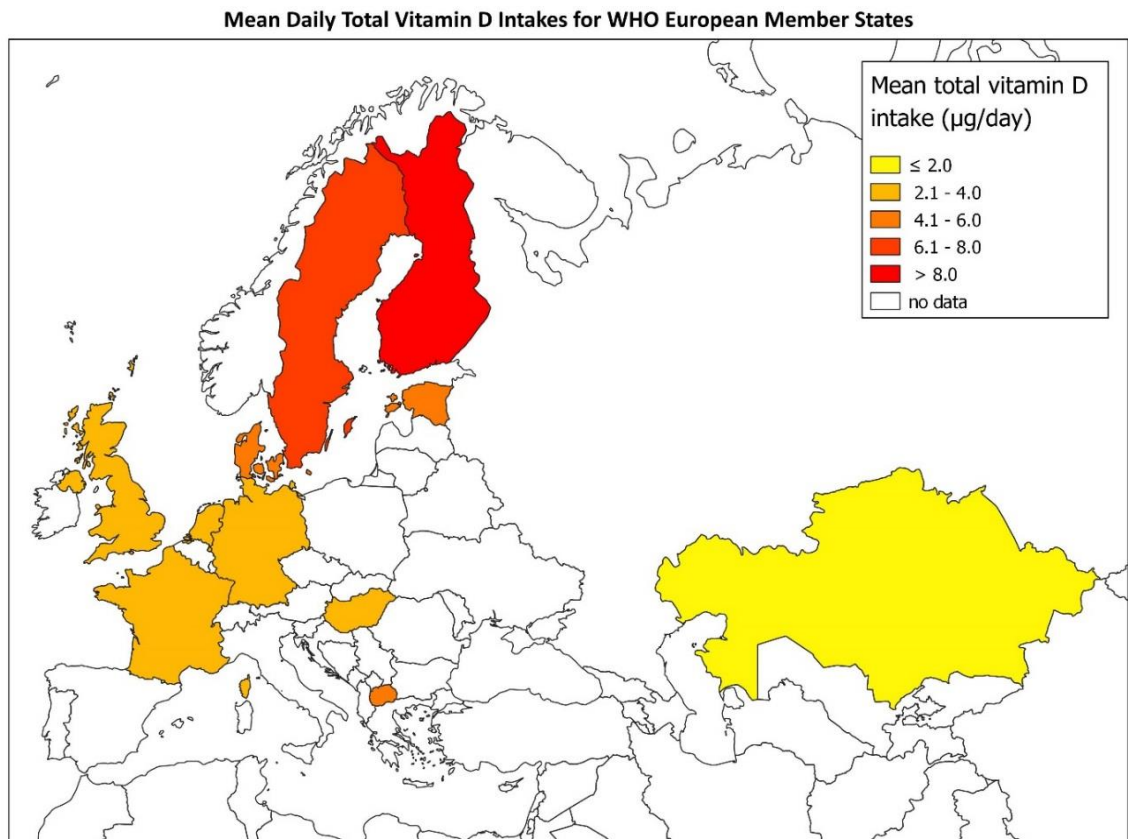 Mean Daily Total Vitamin D Intakes for WHO European Member States
Mean total vitamin D
intake (µg/day)
≤ 2.0
2.1 - 4.0
4.1 - 6.0
6.1 - 8.0
> 8.0
no data